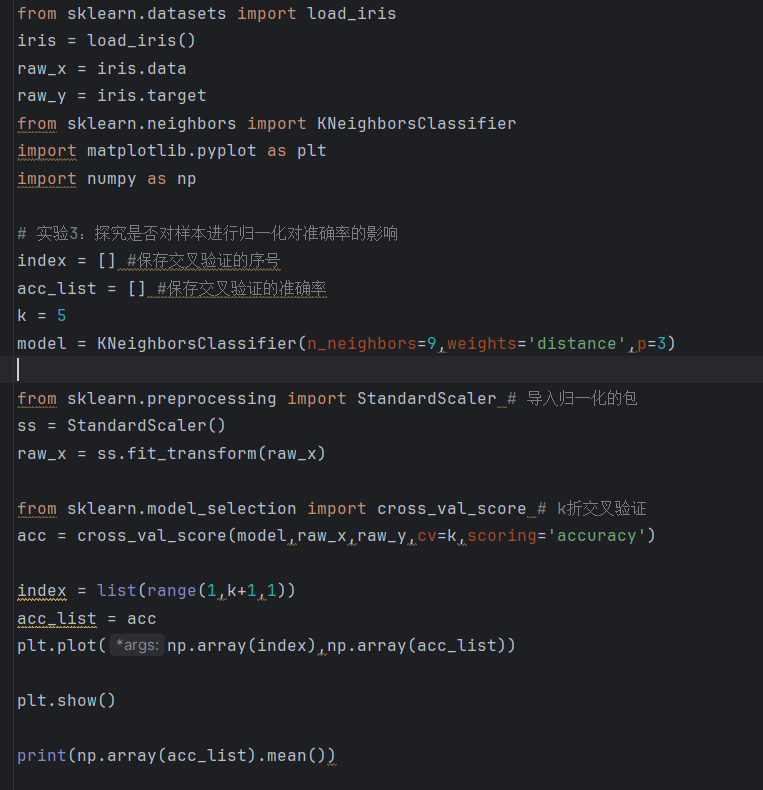 from sklearn.datasets import load_iris
iris = load_iris()
raw_x = iris.data
raw_y = iris.target
from sklearn.neighbors import KNeighborsClassifier
import matplotlib.pyplot as plt
import numpy as np
# 实验3：探究是否对样本进行归一化对准确率的影响
index = [] #保存交叉验证的序号
acc_list = [] #保存交叉验证的准确率
k = 5
model = KNeighborsClassifier(n_neighbors=9,weights='distance',p=3)
from sklearn.preprocessing import StandardScaler # 导入归一化的包
ss = StandardScaler()
raw_x = ss.fit_transform(raw_x)
from sklearn.model_selection import cross_val_score # k折交叉验证
acc = cross_val_score(model,raw_x,raw_y,cv=k,scoring='accuracy')
index = list(range(1,k+1,1))
acc_list = acc
plt.plot( *args: np.array(index),np.array(acc_list))
plt.show()
print(np.array(acc_list).mean())